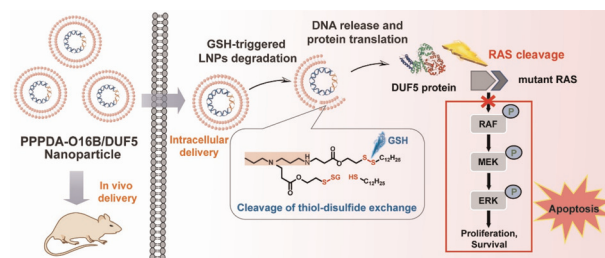 PPPDA-O16B/DUF5
Nanoparticle
In vivo
delivery
Intracellular
delivery
GSH-triggered
LNPs degradation
DNA release and
protein translation
DUF5 protein
RAS cleavage
mutant RAS
GSH
N
N
H
N
O
O
S
S
C12H25
O
O
S
SG
HS
C12H25
Cleavage of thiol-disulfide exchange
RAF
P
MEK
P
ERK
P
Proliferation,
Survival
Apoptosis